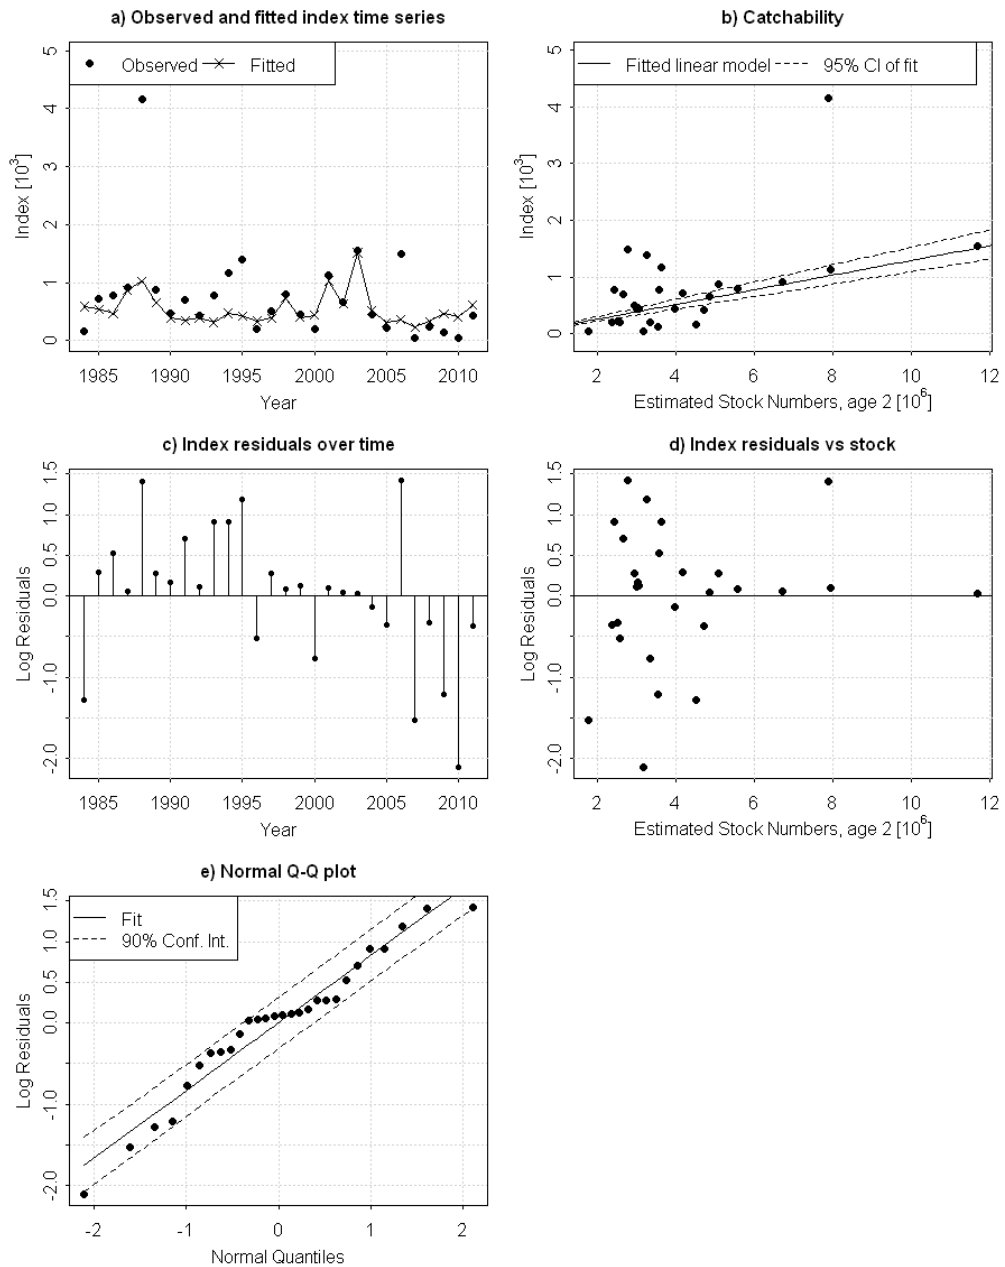 a) Observed and fitted index time series
Observed Fitted
Index [10³]
5
4
3
2
1
0
1985 1990 1995 2000 2005 2010
Year
b) Catchability
Fitted linear model 95% CI of fit
Index [10³]
5
4
3
2
1
0
2 4 6 8 10 12
Estimated Stock Numbers, age 2 [10⁶]
c) Index residuals over time
Log Residuals
1.5
1.0
0.5
0.0
-1.0
-2.0
1985 1990 1995 2000 2005 2010
Year
d) Index residuals vs stock
Log Residuals
1.5
1.0
0.5
0.0
-1.0
-2.0
2 4 6 8 10 12
Estimated Stock Numbers, age 2 [10⁶]
e) Normal Q-Q plot
Fit
90% Conf. Int.
Log Residuals
1.5
1.0
0.5
0.0
-1.0
-2.0
-2 -1 0 1 2
Normal Quantiles